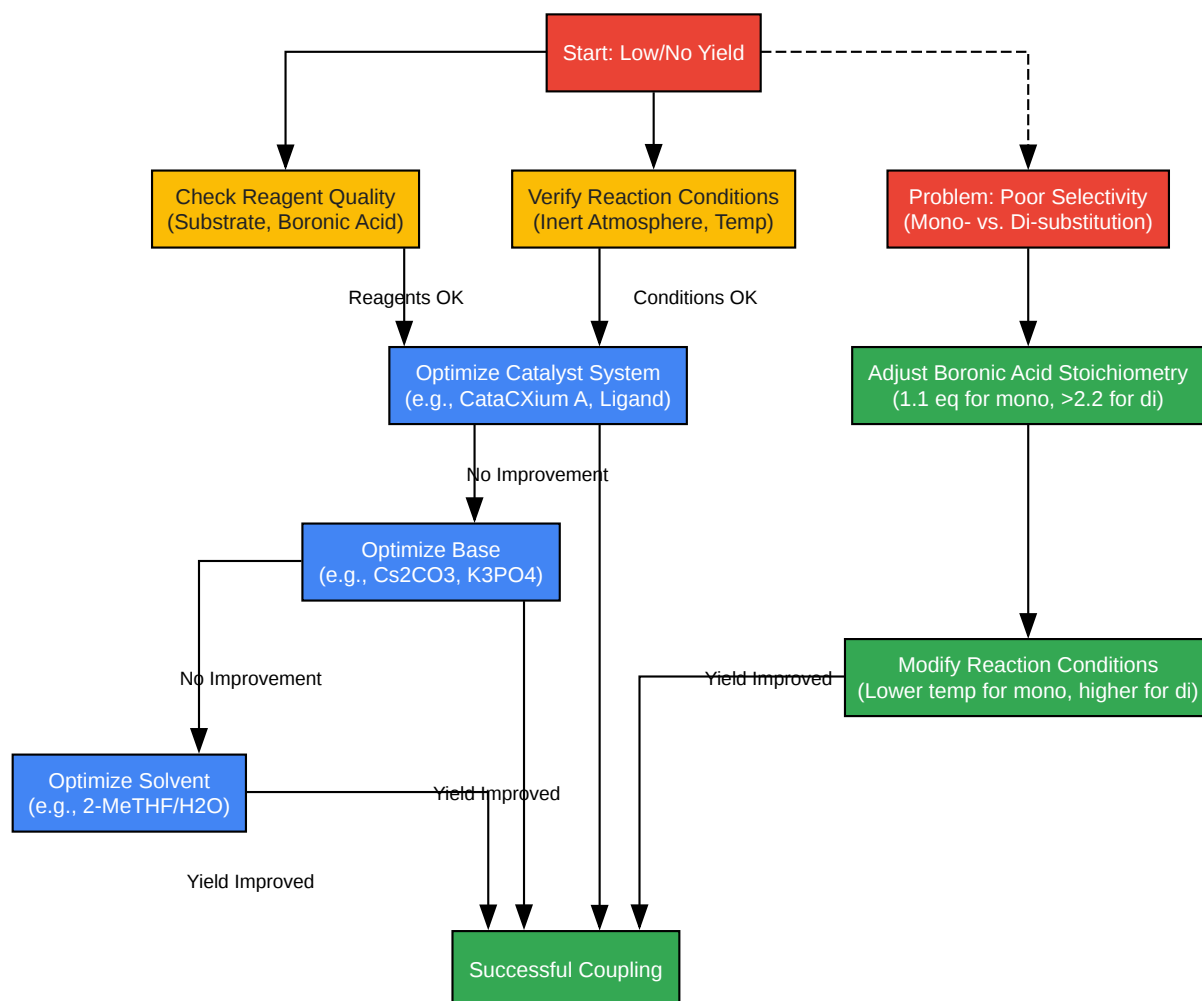 Start: Low/No Yield
Check Reagent Quality
(Substrate, Boronic Acid)
Verify Reaction Conditions
(Inert Atmosphere, Temp)
Problem: Poor Selectivity
(Mono- vs. Di-substitution)
Reagents OK
Conditions OK
Optimize Catalyst System
(e.g., CataCXium A, Ligand)
Adjust Boronic Acid Stoichiometry
(1.1 eq for mono, >2.2 for di)
No Improvement
Optimize Base
(e.g., Cs2CO3, K3PO4)
No Improvement
Yield Improved
Modify Reaction Conditions
(Lower temp for mono, higher for di)
Optimize Solvent
(e.g., 2-MeTHF/H2O)
Yield Improved
Yield Improved
Successful Coupling